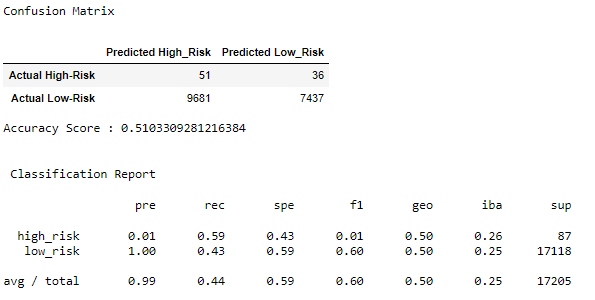 Confusion Matrix
Predicted High_Risk Predicted Low_Risk
Actual High-Risk 51 36
Actual Low-Risk 9681 7437
Accuracy Score : 0.5103309281216384
Classification Report
pre rec spe f1 geo iba sup
high_risk 0.01 0.59 0.43 0.01 0.50 0.26 87
low_risk 1.00 0.43 0.59 0.60 0.50 0.25 17118
avg / total 0.99 0.44 0.59 0.60 0.50 0.25 17205